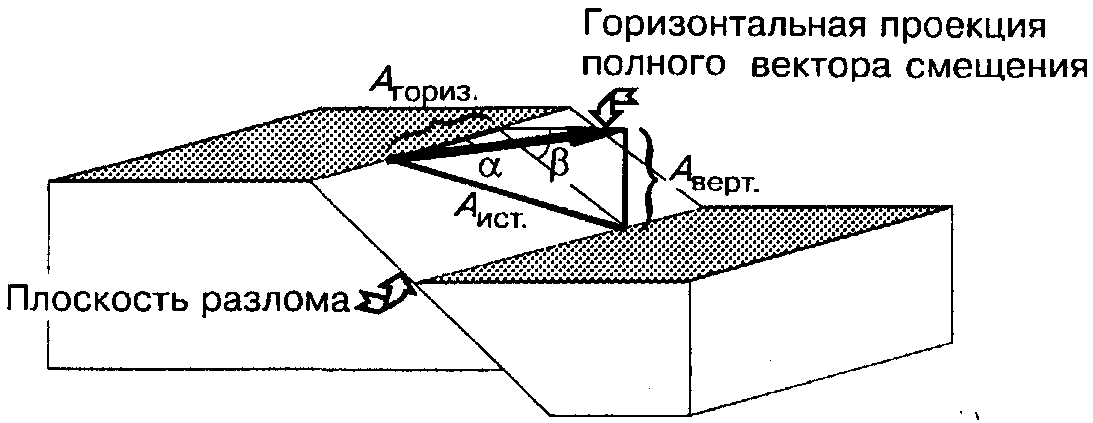 Горизонтальная проекция
полного вектора смещения
Aгориз.
α
β
Aверт.
Aист.
Плоскость разлома